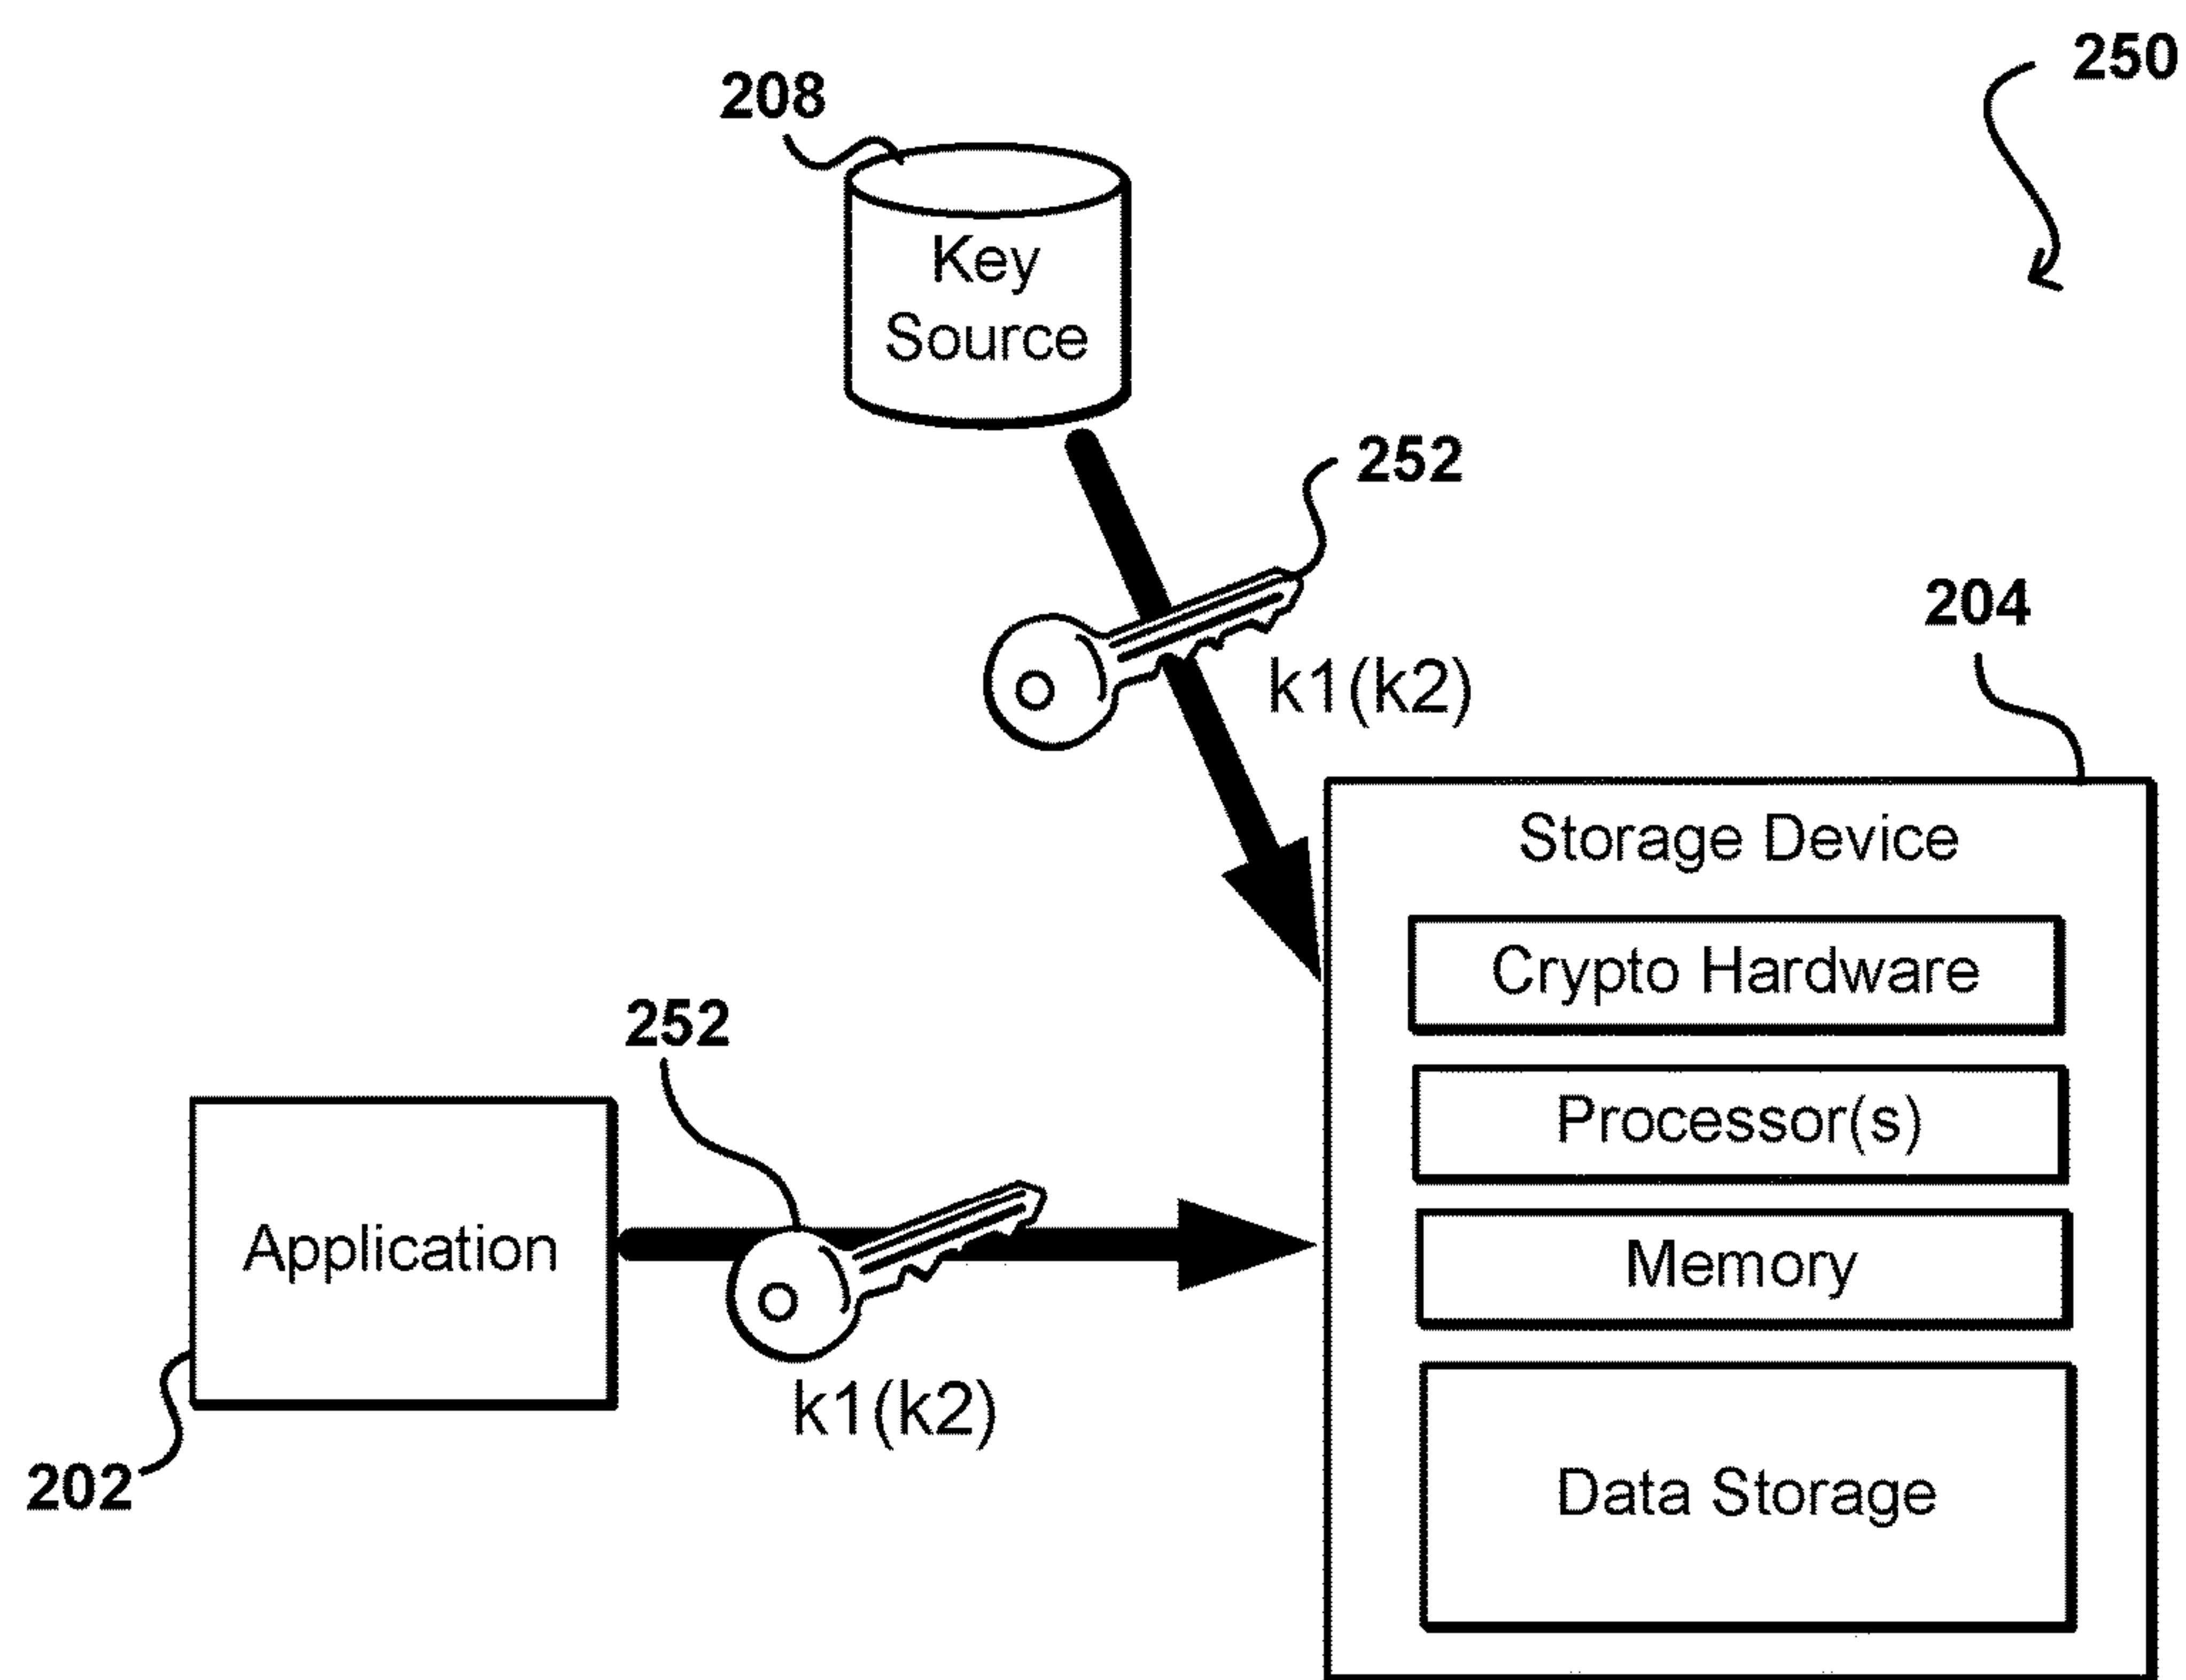 250
208
Key
Source
252
k1(k2)
204
Storage Device
Crypto Hardware
Processor(s)
Memory
Data Storage
252
Application
k1(k2)
202